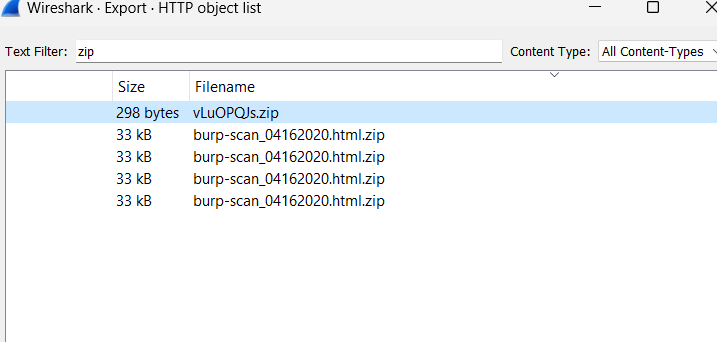 Wireshark · Export · HTTP object list
Text Filter: zip Content Type: All Content-Types
Size Filename
298 bytes vLuOPQJs.zip
33 kB burp-scan_04162020.html.zip
33 kB burp-scan_04162020.html.zip
33 kB burp-scan_04162020.html.zip
33 kB burp-scan_04162020.html.zip